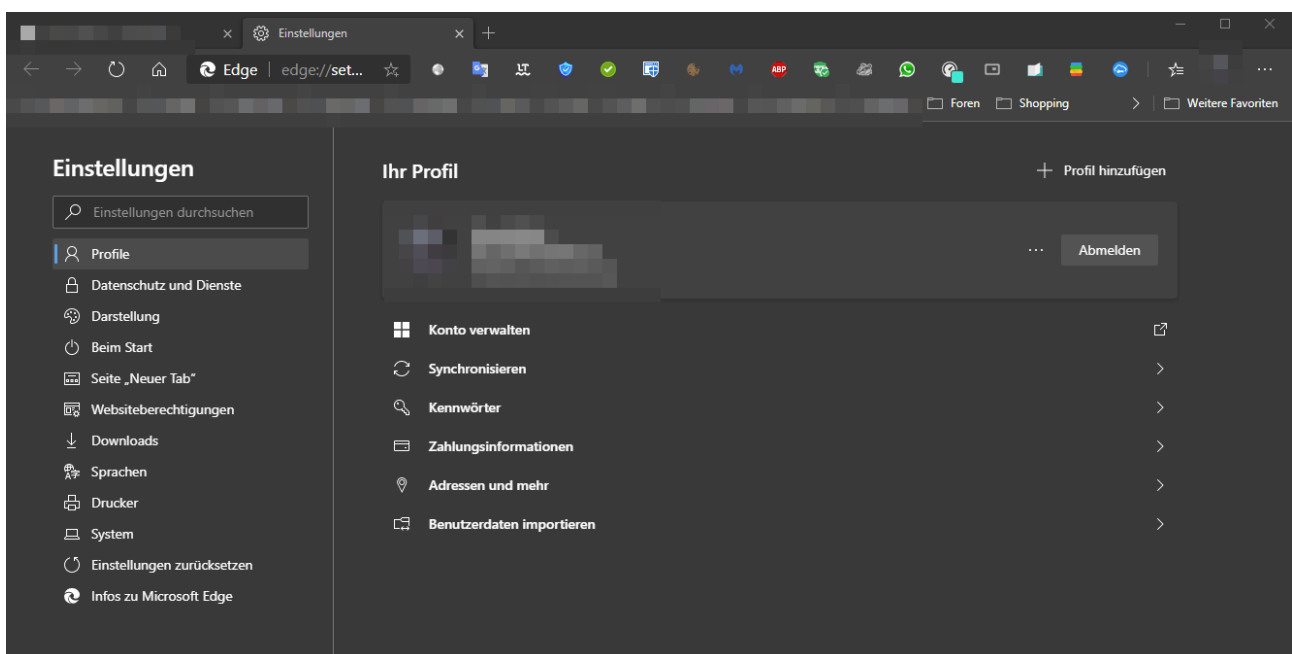 Einstellungen
Edge | edge://set...
LT
ABP
Foren Shopping Weitere Favoriten
Einstellungen
Einstellungen durchsuchen
Profile
Datenschutz und Dienste
Darstellung
Beim Start
Seite „Neuer Tab“
Websiteberechtigungen
Downloads
Sprachen
Drucker
System
Einstellungen zurücksetzen
Infos zu Microsoft Edge
Ihr Profil
Profil hinzufügen
Abmelden
Konto verwalten
Synchronisieren
Kennwörter
Zahlungsinformationen
Adressen und mehr
Benutzerdaten importieren